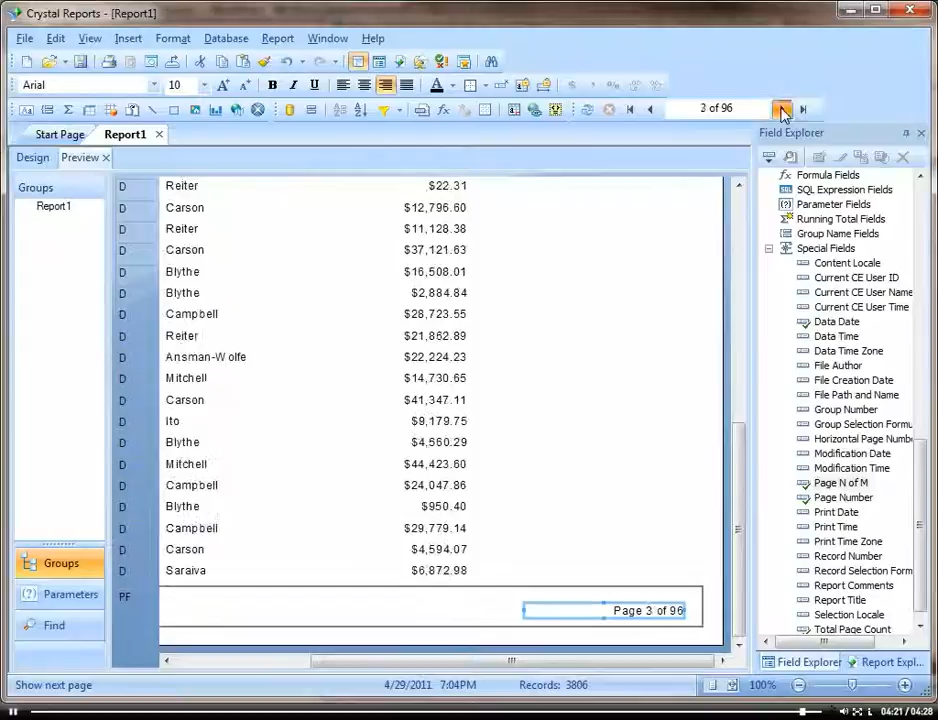 Crystal Reports - [Report1]
File Edit View Insert Format Database Report Window Help
Arial 10 B I U A $ , %
3 of 96
Start Page Report1
Field Explorer
Design Preview
Groups
Report1
D Reiter $22.31
D Carson $12,796.60
D Reiter $11,128.38
D Carson $37,121.63
D Blythe $16,508.01
D Blythe $2,884.84
D Campbell $28,723.55
D Reiter $21,862.89
D Ansman-Wolfe $22,224.23
D Mitchell $14,730.65
D Carson $41,347.11
D Ito $9,179.75
D Blythe $4,560.29
D Mitchell $44,423.60
D Campbell $24,047.86
D Blythe $950.40
D Campbell $29,779.14
D Carson $4,594.07
D Saraiva $6,872.98
PF Page 3 of 96
Formula Fields
SQL Expression Fields
Parameter Fields
Running Total Fields
Group Name Fields
Special Fields
Content Locale
Current CE User ID
Current CE User Name
Current CE User Time
Data Date
Data Time
Data Time Zone
File Author
File Creation Date
File Path and Name
Group Number
Group Selection Formu
Horizontal Page Numb
Modification Date
Modification Time
Page N of M
Page Number
Print Date
Print Time
Print Time Zone
Record Number
Record Selection Form
Report Comments
Report Title
Selection Locale
Total Page Count
Groups
Parameters
Find
Field Explorer Report Expl...
Show next page 4/29/2011 7:04PM Records: 3806 100%
04:21 / 04:28